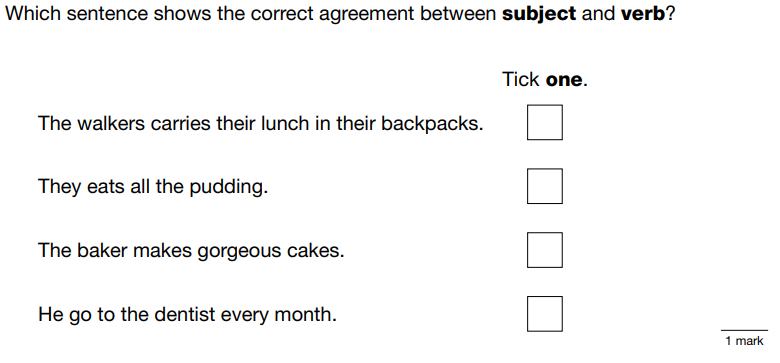 Which sentence shows the correct agreement between subject and verb?
Tick one.
The walkers carries their lunch in their backpacks.
They eats all the pudding.
The baker makes gorgeous cakes.
He go to the dentist every month.
1 mark